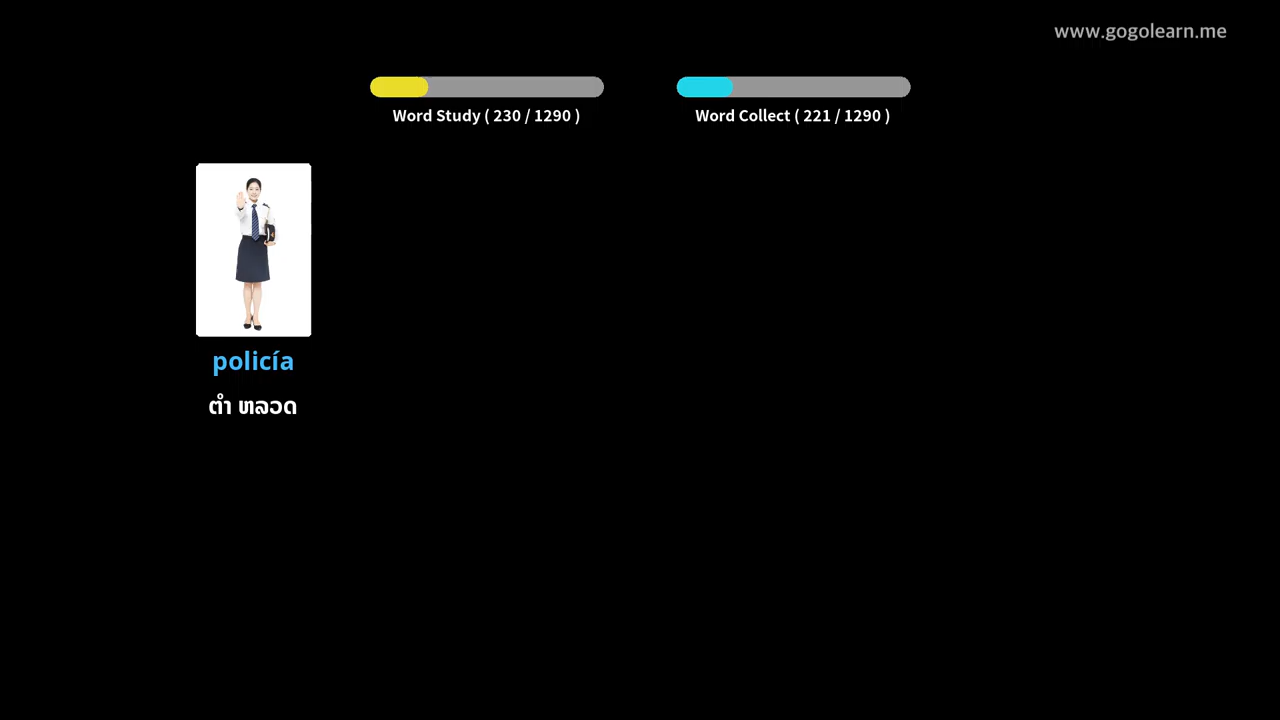 www.gogolearn.me
Word Study ( 230 / 1290 )
Word Collect ( 221 / 1290 )
policía
ຕຳ ຫລວດ